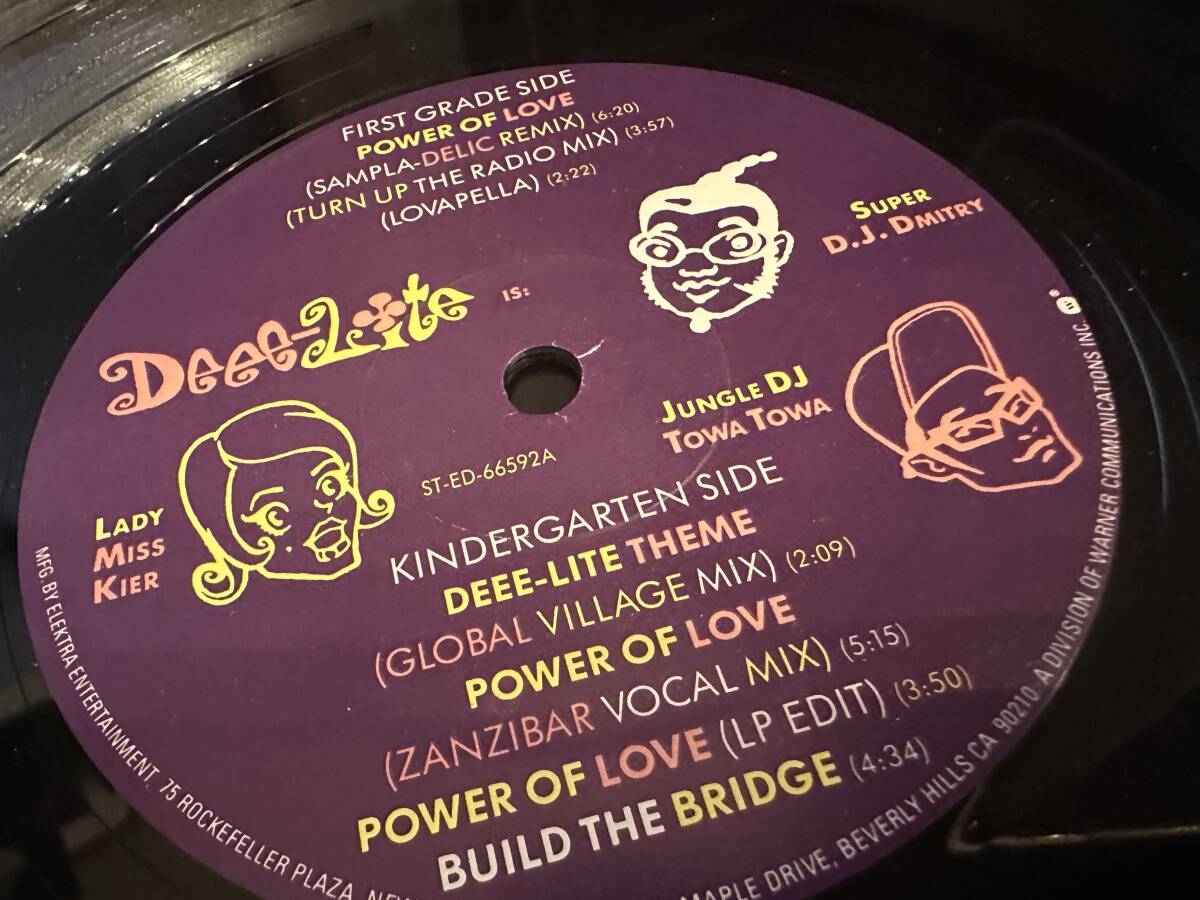 FIRST GRADE SIDE
POWER OF LOVE
(SAMPLA-DELIC REMIX) (6:20)
(TURN UP THE RADIO MIX) (3:57)
(LOVAPELLA) (2:22)
SUPER
D.J. DMITRY
Deee-Lite IS:
JUNGLE DJ
TOWA TOWA
LADY
MISS
KIER
ST-ED-66592A
KINDERGARTEN SIDE
DEEE-LITE THEME
(GLOBAL VILLAGE MIX) (2:09)
POWER OF LOVE
(ZANZIBAR VOCAL MIX) (5:15)
POWER OF LOVE (LP EDIT) (3:50)
BUILD THE BRIDGE (4:34)
MFG. BY ELEKTRA ENTERTAINMENT, 75 ROCKEFELLER PLAZA,
MAPLE DRIVE, BEVERLY HILLS CA 90210. A DIVISION OF WARNER COMMUNICATIONS INC.